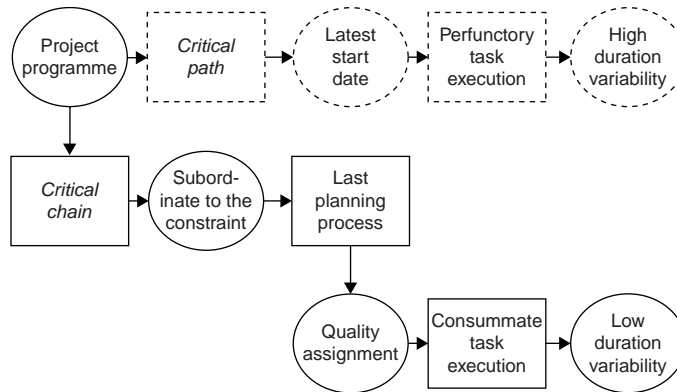 Project
programme
Critical
path
Latest
start
date
Perfunctory
task
execution
High
duration
variability
Critical
chain
Subord-
inate to the
constraint
Last
planning
process
Quality
assignment
Consummate
task
execution
Low
duration
variability